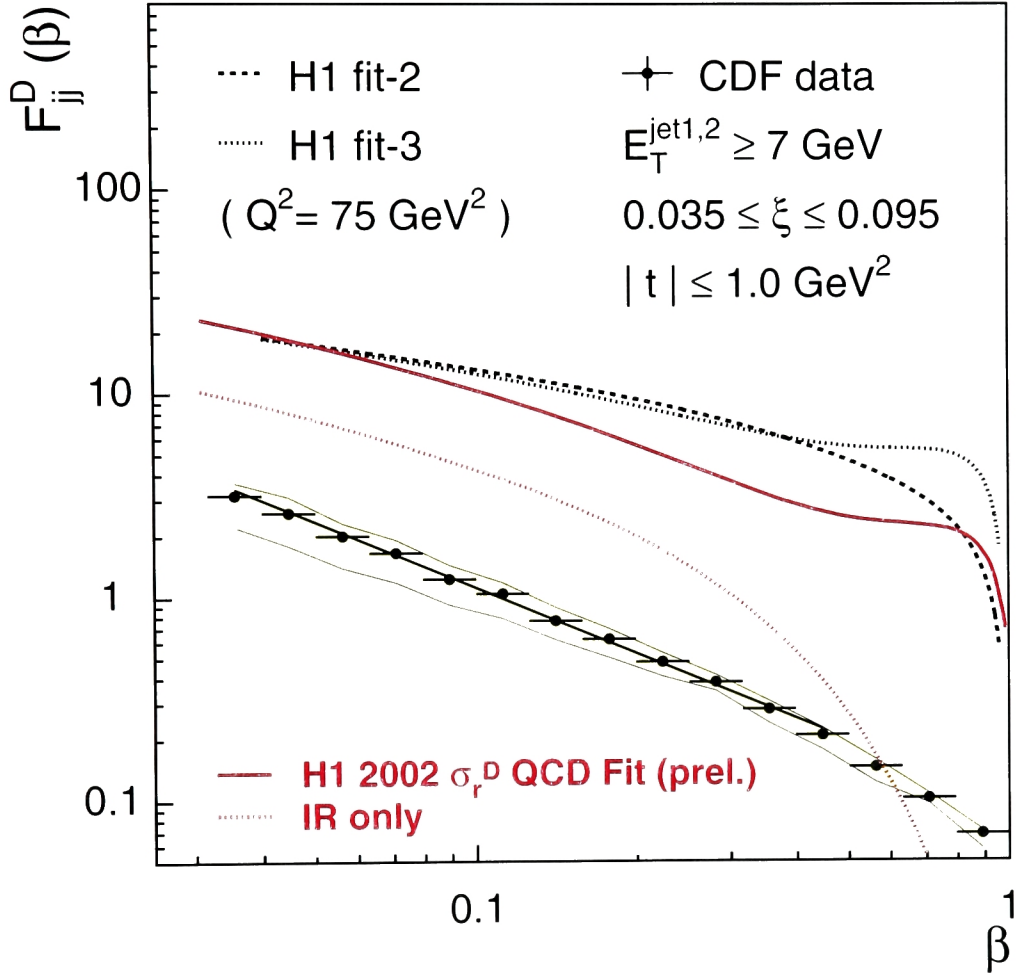 F_jj^D (β)
H1 fit-2
H1 fit-3
( Q² = 75 GeV² )
CDF data
E_T^jet1,2 ≥ 7 GeV
0.035 ≤ ξ ≤ 0.095
| t | ≤ 1.0 GeV²
100
10
1
0.1
H1 2002 σ_r^D QCD Fit (prel.)
IR only
0.1
1
β